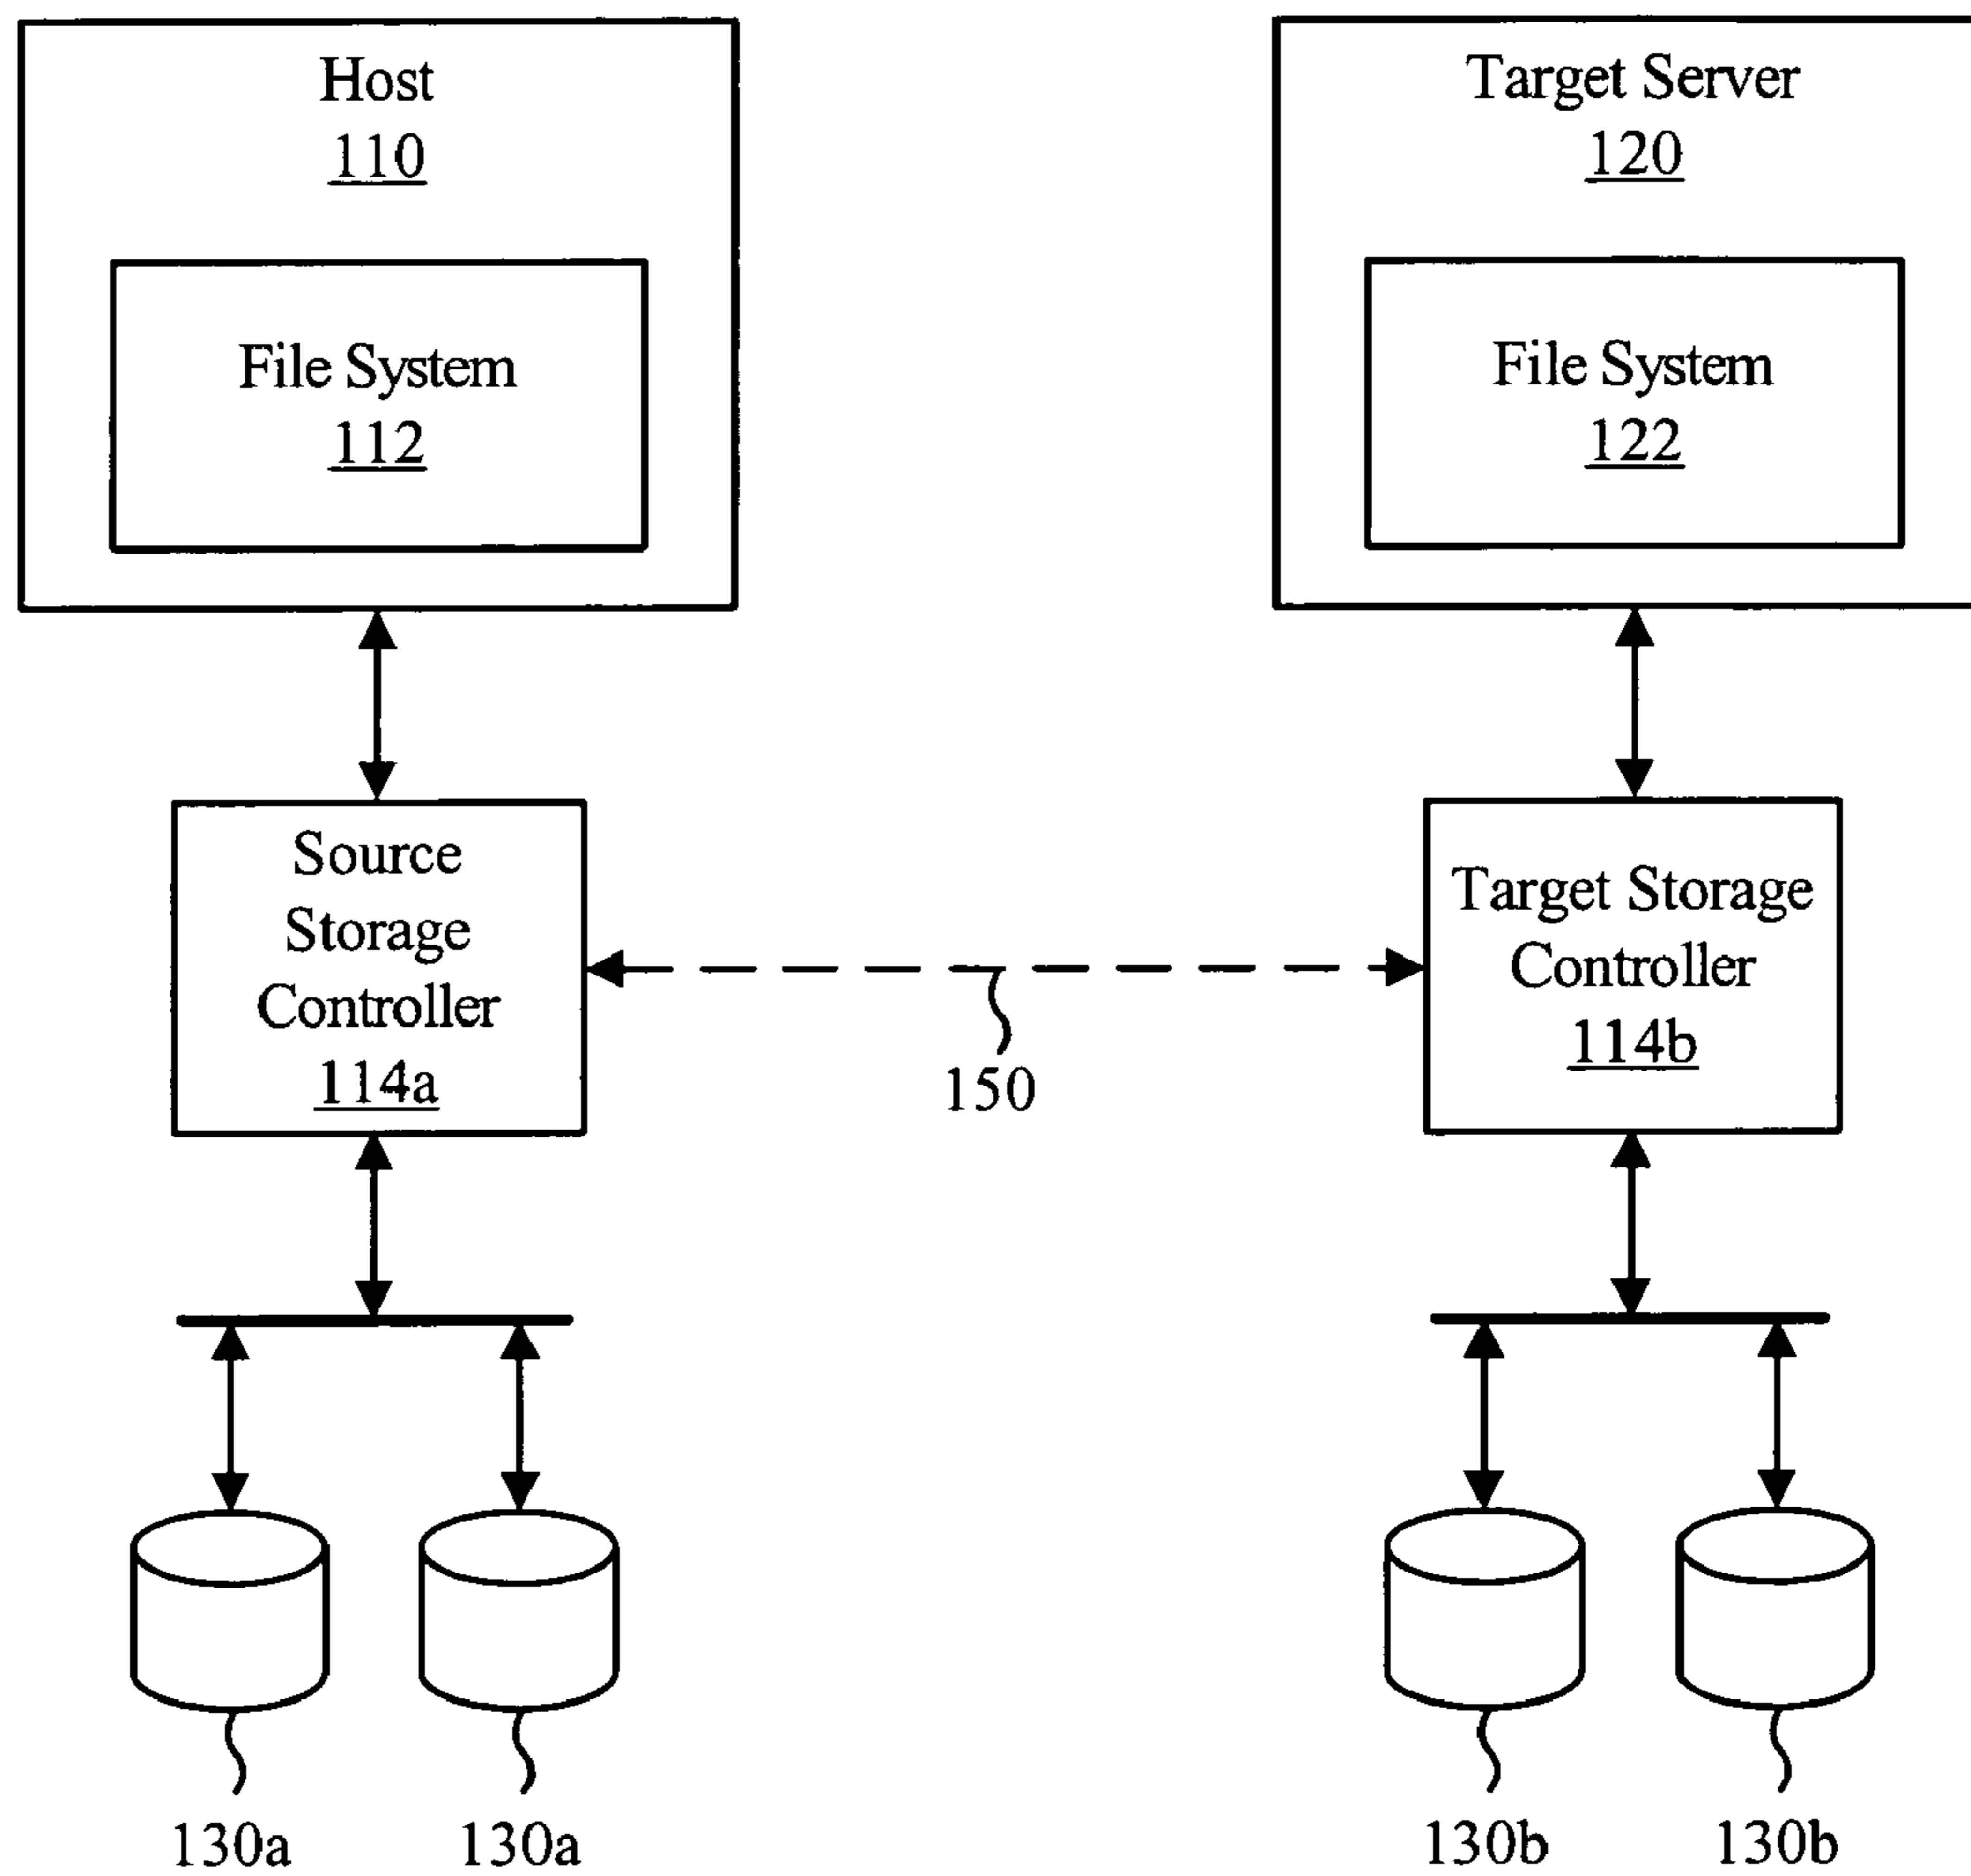 Host
110
File System
112
Target Server
120
File System
122
Source
Storage
Controller
114a
150
Target Storage
Controller
114b
130a
130a
130b
130b